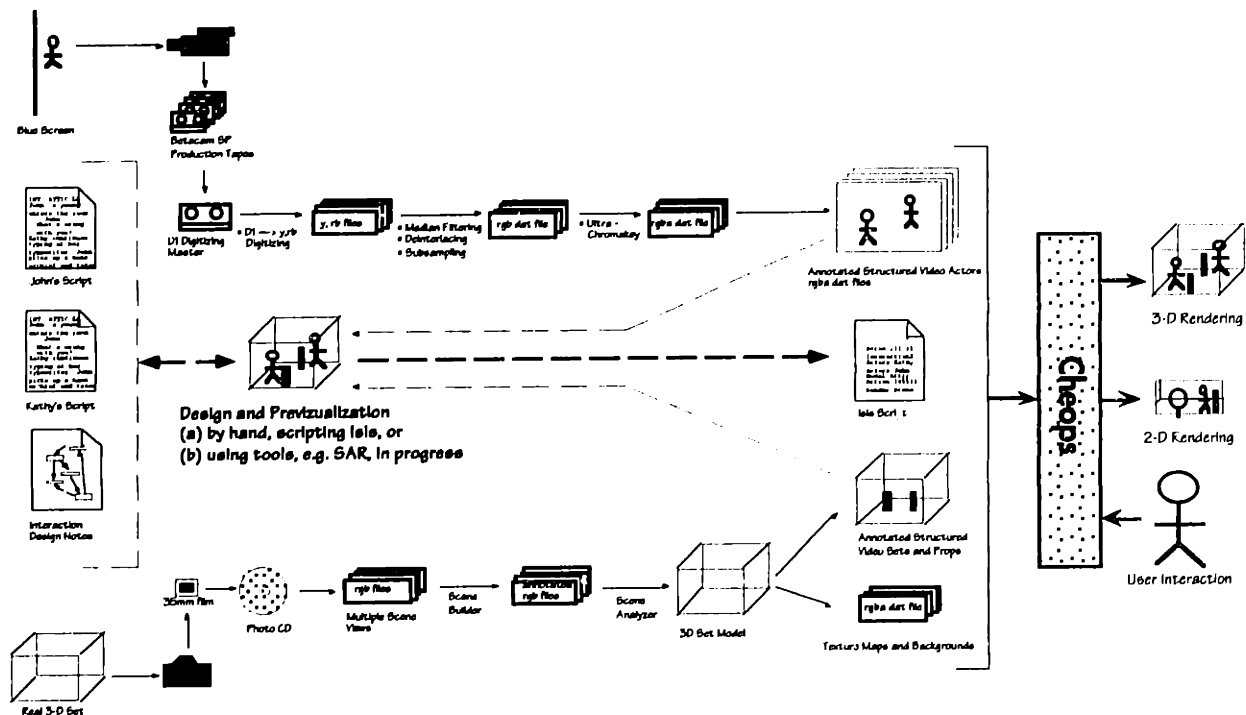 Blue Screen
Betacam SP
Production Tapes
John's Script
Kathy's Script
Interaction
Design Notes
D1 Digitizing
Master
• D1 —> y,rb
Digitizing
y, rb files
• Median Filtering
• Deinterlacing
• Subsampling
rgb dat file
• Ultra -
Chromakey
rgba dat file
Annotated Structured Video Actors
rgba dat files
Design and Previzualization
(a) by hand, scripting Isis, or
(b) using tools, e.g. SAR, in progress
Isis Script
Annotated Structured
Video Sets and Props
35mm film
Photo CD
rgb files
Multiple Scene
Views
Scene
Builder
annotated
rgb files
Scene
Analyzer
3D Set Model
rgba dat file
Texture Maps and Backgrounds
Real 3-D Set
Cheops
3-D Rendering
2-D Rendering
User Interaction